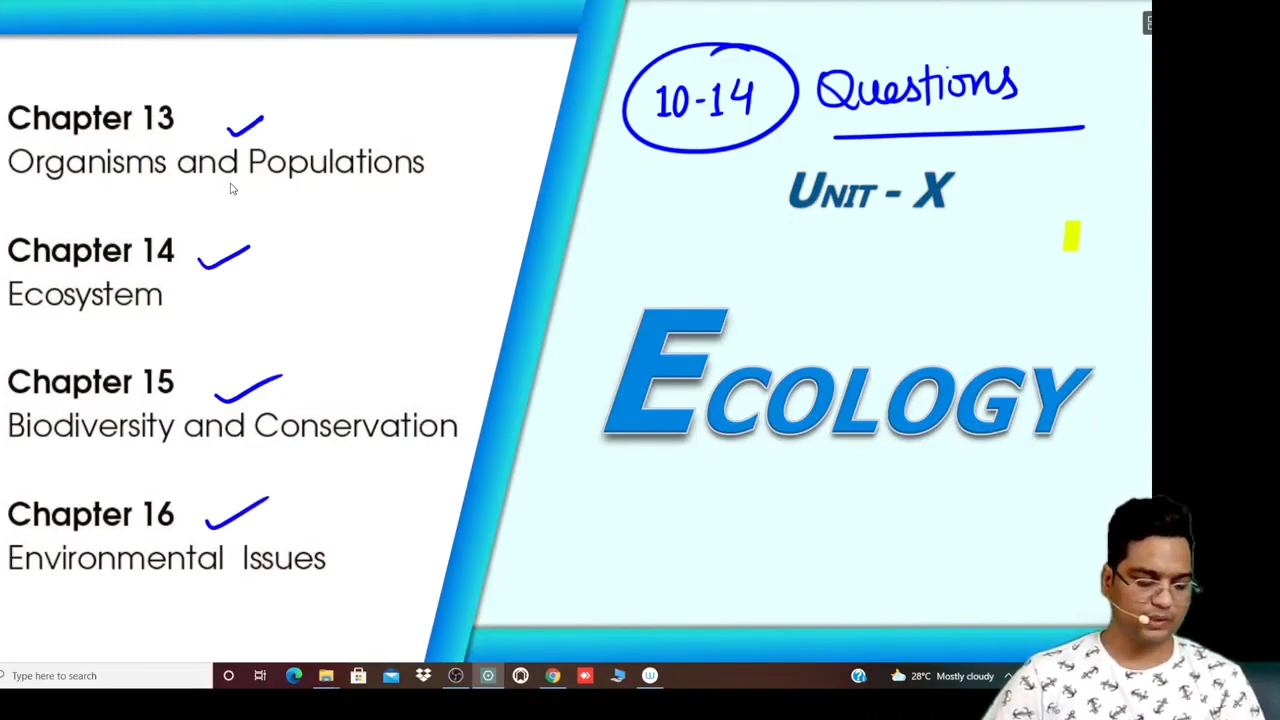 Chapter 13
Organisms and Populations
Chapter 14
Ecosystem
Chapter 15
Biodiversity and Conservation
Chapter 16
Environmental Issues
10-14 Questions
UNIT - X
ECOLOGY
Type here to search
28°C Mostly cloudy